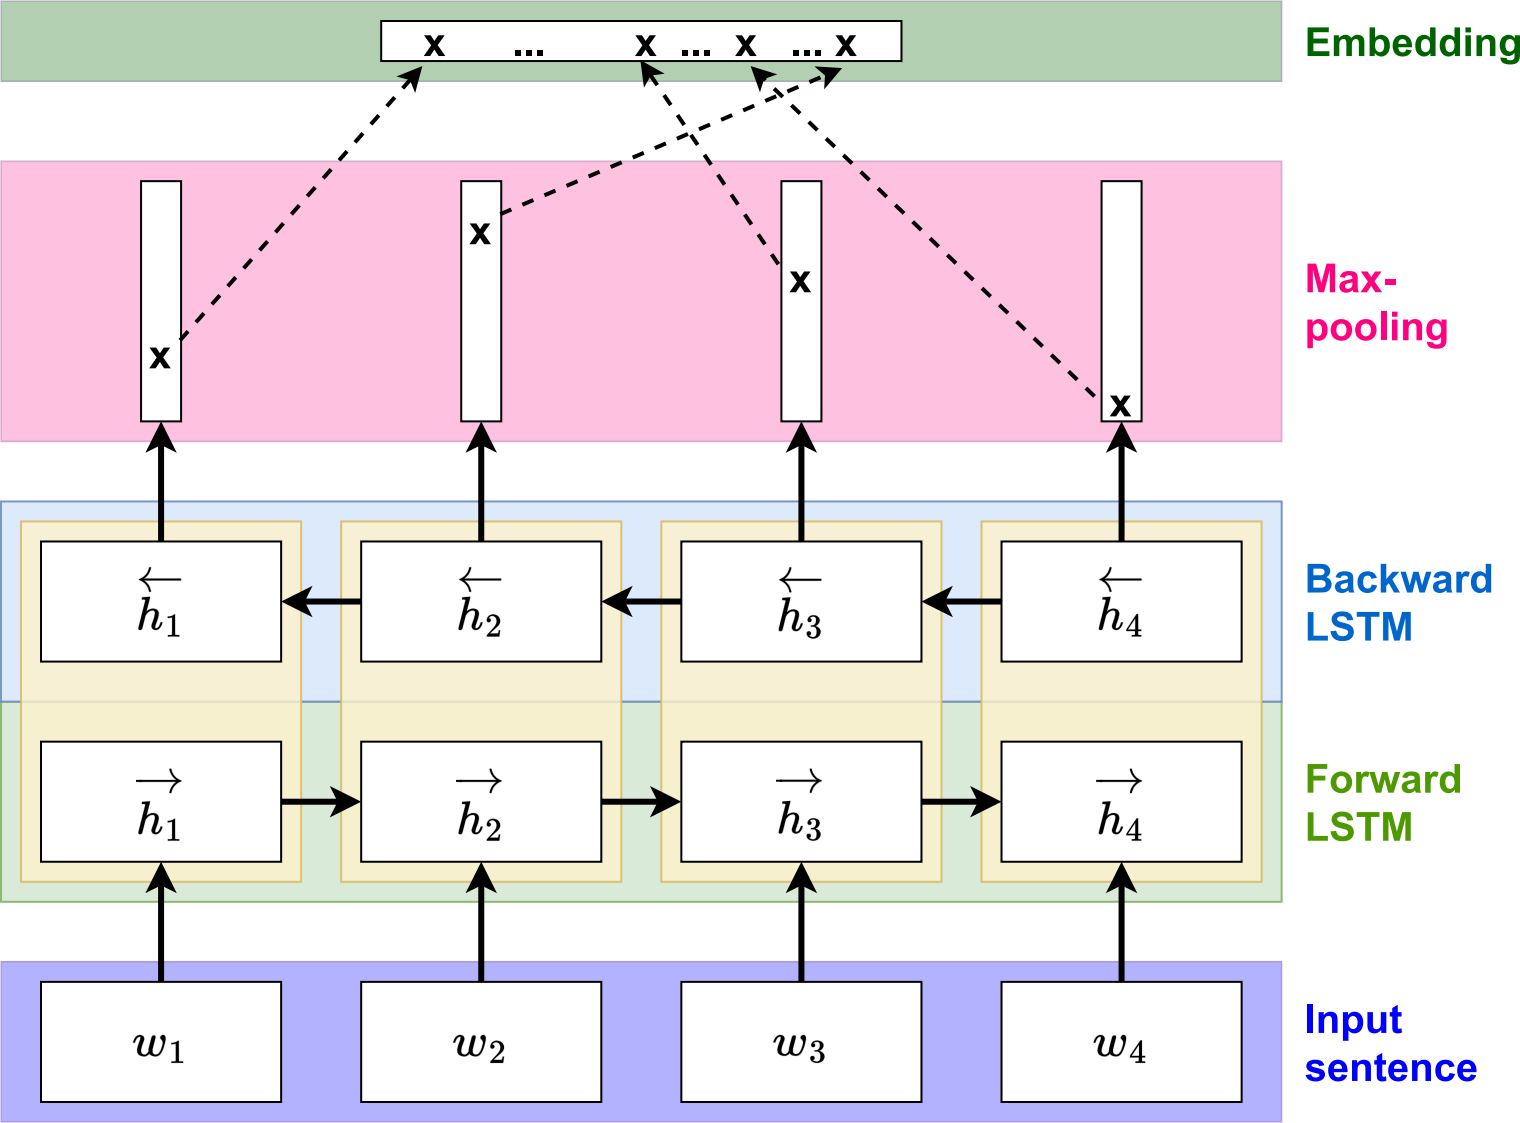 x ... x ... x ... x Embedding
x
x
Max-
pooling
x
x
←h₁ ←h₂ ←h₃ ←h₄ Backward
LSTM
→h₁ →h₂ →h₃ →h₄ Forward
LSTM
w₁ w₂ w₃ w₄ Input
sentence